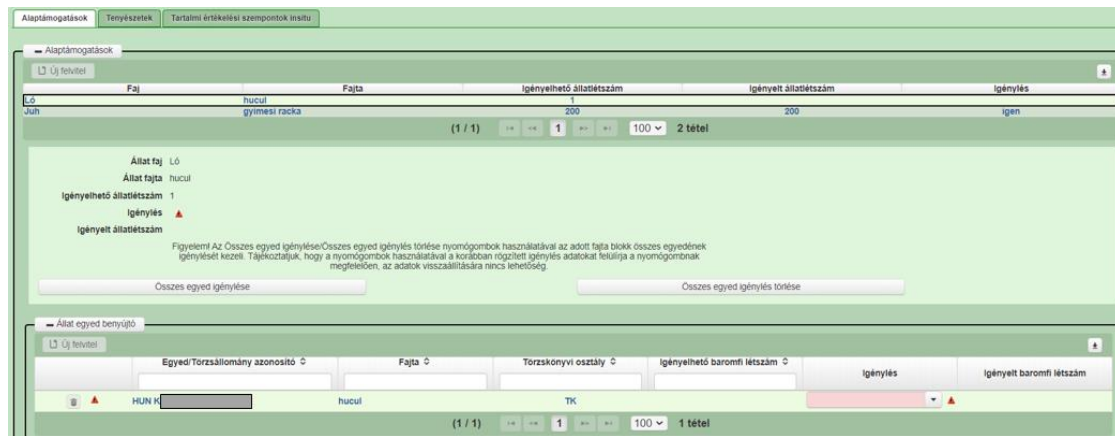 Alaptámogatások Tenyészetek Tartalmi értékelési szempontok insitu
Alaptámogatások
Új felvitel
Faj Fajta Igényelhető állatlétszám Igényelt állatlétszám Igénylés
Ló hucul 1
Juh gyimesi racka 200 200 igen
(1 / 1) 1 100 2 tétel
Állat faj Ló
Állat fajta hucul
Igényelhető állatlétszám 1
Igénylés
Igényelt állatlétszám
Figyelem! Az Összes egyed igénylése/Összes egyed igénylés törlése nyomógombok használatával az adott fajta blokk összes egyedének
igénylését kezeli. Tájékoztatjuk, hogy a nyomógombok használatával a korábban rögzített igénylés adatokat felülírja a nyomógombnak
megfelelően, az adatok visszaállítására nincs lehetőség.
Összes egyed igénylése Összes egyed igénylés törlése
Állat egyed benyújtó
Új felvitel
Egyed/Törzsállomány azonosító Fajta Törzskönyvi osztály Igényelhető baromfi létszám Igénylés Igényelt baromfi létszám
HUN K hucul TK
(1 / 1) 1 100 1 tétel